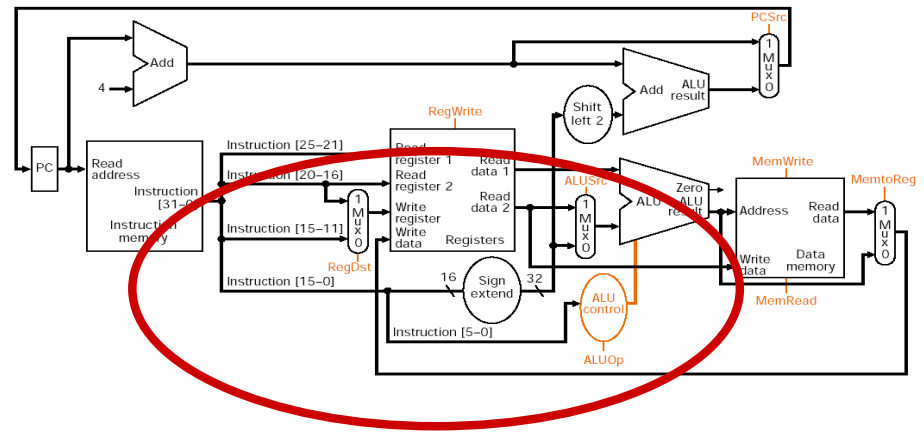 PCSrc
1
Mux
0
Add
4
Add
ALU
result
Shift
left 2
RegWrite
PC
Read
address
Instruction
[31–0]
Instruction
memory
Instruction [25–21]
Instruction [20–16]
Instruction [15–11]
Instruction [15–0]
Instruction [5–0]
1
Mux
0
RegDst
Read
register 1
Read
register 2
Write
register
Write
data
Read
data 1
Read
data 2
Registers
16
Sign
extend
32
ALUSrc
1
Mux
0
Zero
ALU
ALU
result
ALU
control
ALUOp
MemWrite
Address
Read
data
Write
data
Data
memory
MemRead
MemtoReg
1
Mux
0